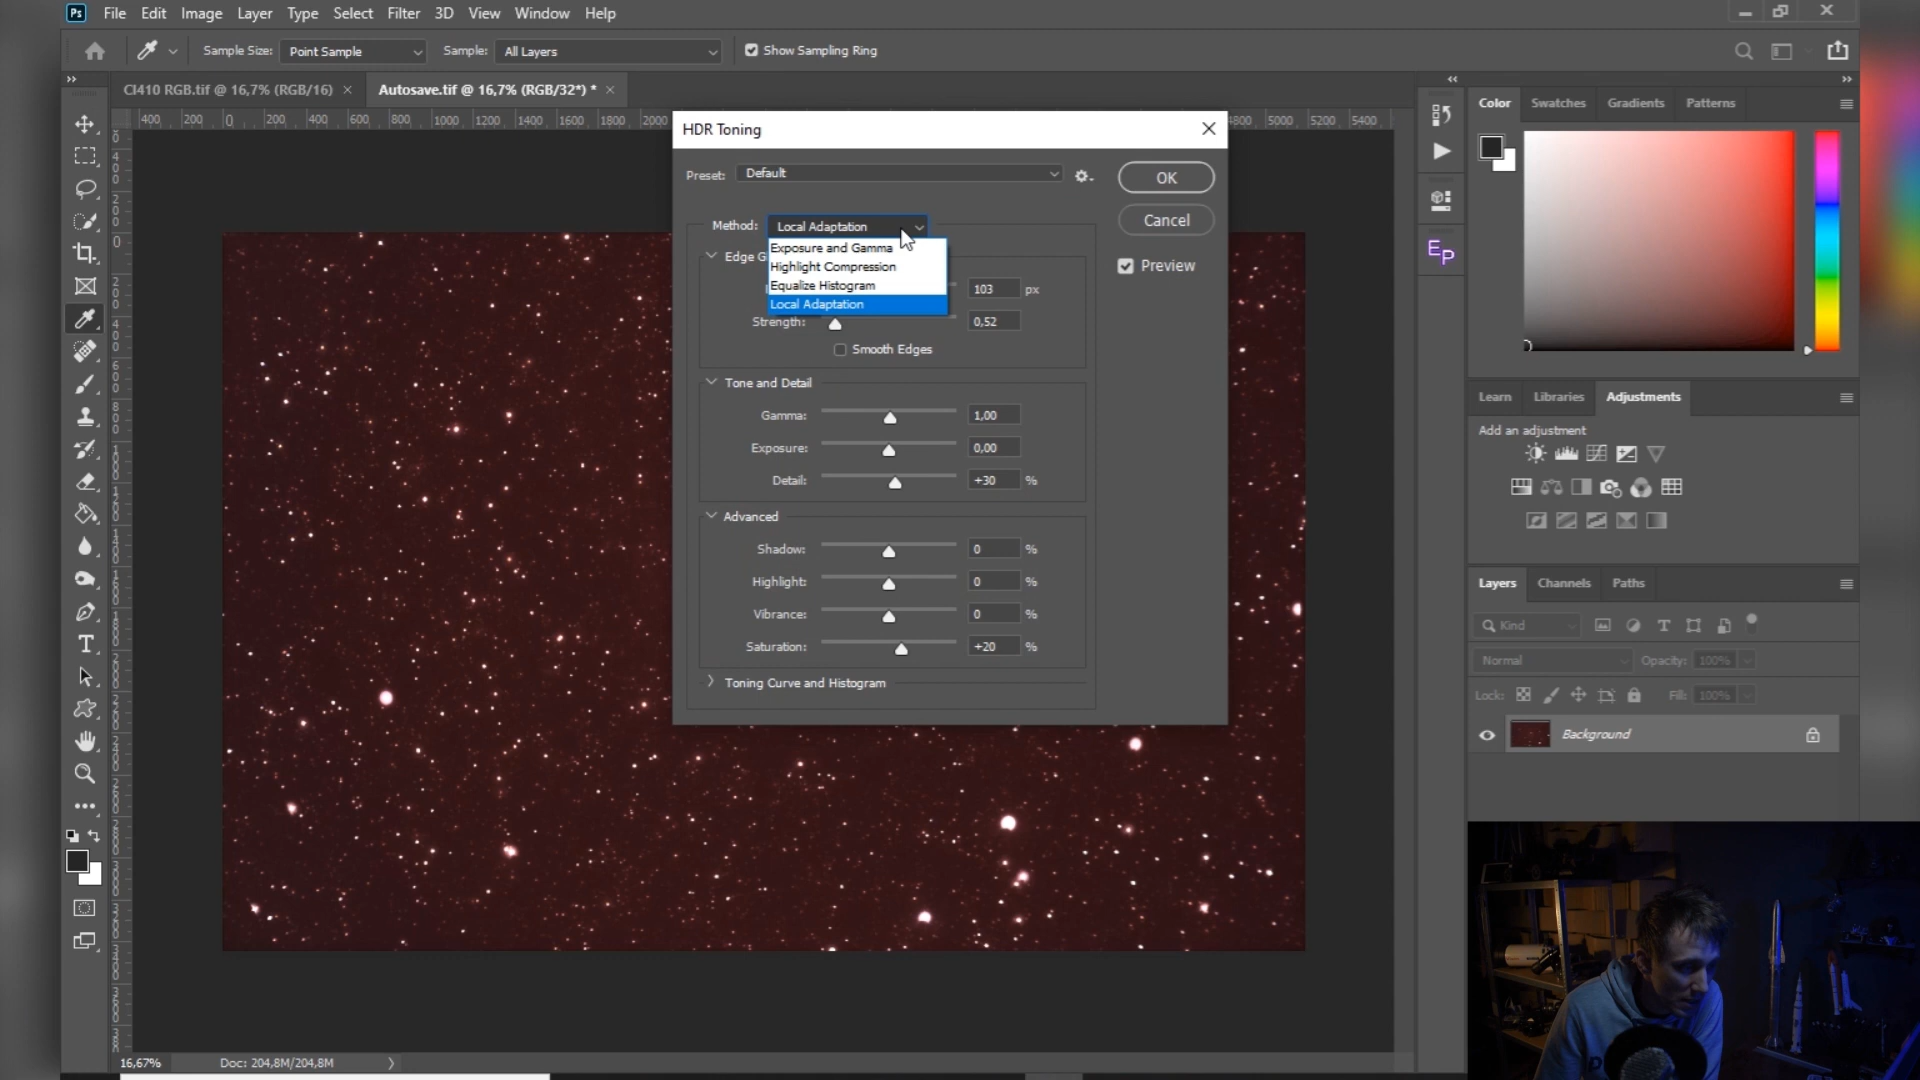 Ps File Edit Image Layer Type Select Filter 3D View Window Help
Sample Size: Point Sample Sample: All Layers Show Sampling Ring
CI410 RGB.tif @ 16,7% (RGB/16) × Autosave.tif @ 16,7% (RGB/32*) * ×
400 200 0 200 400 600 800 1000 1200 1400 1600 1800 2000 4800 5000 5200 5400
HDR Toning
Preset: Default
OK
Cancel
Preview
Method: Local Adaptation
Exposure and Gamma
Highlight Compression
Equalize Histogram
Local Adaptation
Edge G
103 px
Strength: 0,52
Smooth Edges
Tone and Detail
Gamma: 1,00
Exposure: 0,00
Detail: +30 %
Advanced
Shadow: 0 %
Highlight: 0 %
Vibrance: 0 %
Saturation: +20 %
Toning Curve and Histogram
EP
Color Swatches Gradients Patterns
Learn Libraries Adjustments
Add an adjustment
Layers Channels Paths
Kind
Normal Opacity: 100%
Lock: Fill: 100%
Background
16,67% Doc: 204,8M/204,8M